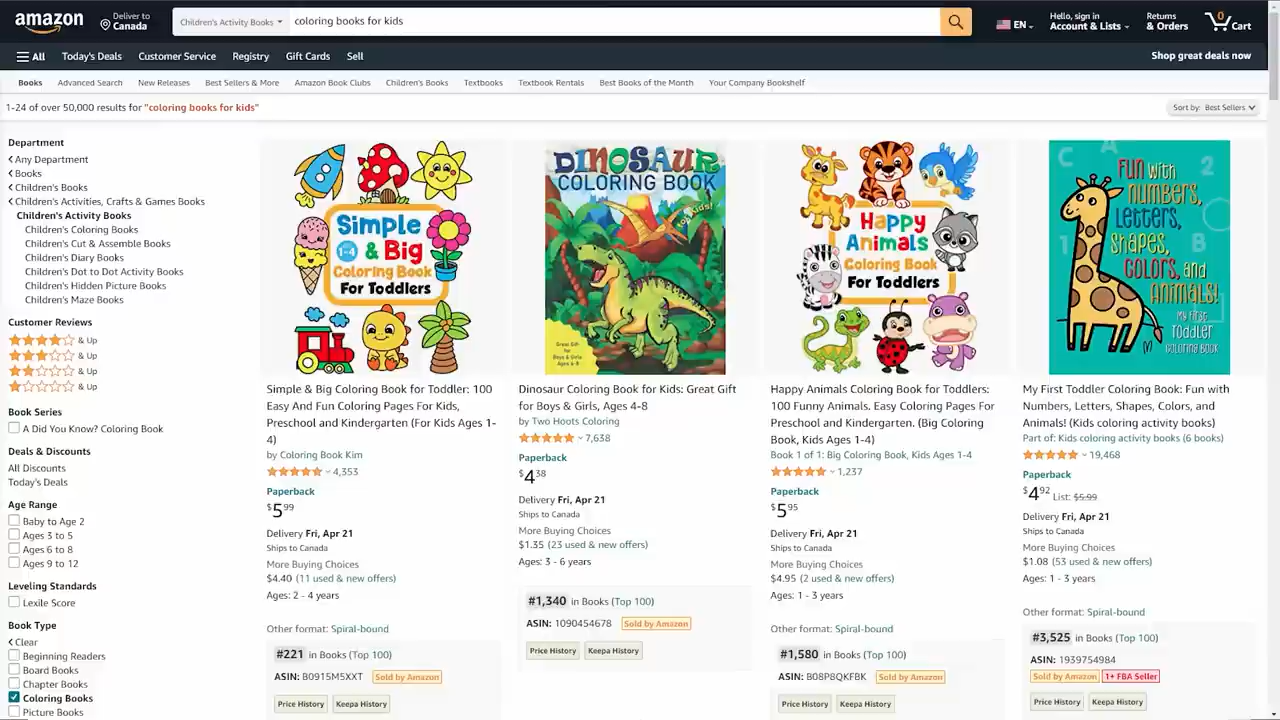 amazon
Deliver to
Canada
Children's Activity Books
coloring books for kids
EN
Hello, sign in
Account & Lists
Returns
& Orders
0
Cart
All
Today's Deals
Customer Service
Registry
Gift Cards
Sell
Shop great deals now
Books
Advanced Search
New Releases
Best Sellers & More
Amazon Book Clubs
Children's Books
Textbooks
Textbook Rentals
Best Books of the Month
Your Company Bookshelf
1-24 of over 50,000 results for "coloring books for kids"
Sort by: Best Sellers
Department
Any Department
Books
Children's Books
Children's Activities, Crafts & Games Books
Children's Activity Books
Children's Coloring Books
Children's Cut & Assemble Books
Children's Diary Books
Children's Dot to Dot Activity Books
Children's Hidden Picture Books
Children's Maze Books
Customer Reviews
& Up
& Up
& Up
& Up
Book Series
A Did You Know? Coloring Book
Deals & Discounts
All Discounts
Today's Deals
Age Range
Baby to Age 2
Ages 3 to 5
Ages 6 to 8
Ages 9 to 12
Leveling Standards
Lexile Score
Book Type
Clear
Beginning Readers
Board Books
Chapter Books
Coloring Books
Picture Books
Simple
1-4 & Big
Coloring Book
For Toddlers
Simple & Big Coloring Book for Toddler: 100
Easy And Fun Coloring Pages For Kids,
Preschool and Kindergarten (For Kids Ages 1-
4)
by Coloring Book Kim
4,353
Paperback
$5.99
Delivery Fri, Apr 21
Ships to Canada
More Buying Choices
$4.40 (11 used & new offers)
Ages: 2 - 4 years
Other format: Spiral-bound
#221 in Books (Top 100)
ASIN: B0915M5XXT Sold by Amazon
Price History
Keepa History
DINOSAUR
COLORING BOOK
for Kids!
Great Gift
for
Boys & Girls
Ages 4-8
Dinosaur Coloring Book for Kids: Great Gift
for Boys & Girls, Ages 4-8
by Two Hoots Coloring
7,638
Paperback
$4.38
Delivery Fri, Apr 21
Ships to Canada
More Buying Choices
$1.35 (23 used & new offers)
Ages: 3 - 6 years
#1,340 in Books (Top 100)
ASIN: 1090454678 Sold by Amazon
Price History
Keepa History
Happy
Animals
Coloring Book
For Toddlers
Happy Animals Coloring Book for Toddlers:
100 Funny Animals. Easy Coloring Pages For
Preschool and Kindergarten. (Big Coloring
Book, Kids Ages 1-4)
Book 1 of 1: Big Coloring Book, Kids Ages 1-4
1,237
Paperback
$5.95
Delivery Fri, Apr 21
Ships to Canada
More Buying Choices
$4.95 (2 used & new offers)
Ages: 1 - 3 years
Other format: Spiral-bound
#1,580 in Books (Top 100)
ASIN: B08P8QKFBK Sold by Amazon
Price History
Keepa History
C A 2
1 B
FUN with
NUMBERS,
LETTERS,
SHAPES,
COLORS, and
ANIMALS!
MY FIRST
TODDLER
COLORING BOOK
My First Toddler Coloring Book: Fun with
Numbers, Letters, Shapes, Colors, and
Animals! (Kids coloring activity books)
Part of: Kids coloring activity books (6 books)
19,468
Paperback
$4.92 List: $5.99
Delivery Fri, Apr 21
Ships to Canada
More Buying Choices
$1.08 (53 used & new offers)
Ages: 1 - 3 years
Other format: Spiral-bound
#3,525 in Books (Top 100)
ASIN: 1939754984
Sold by Amazon 1+ FBA Seller
Price History
Keepa History